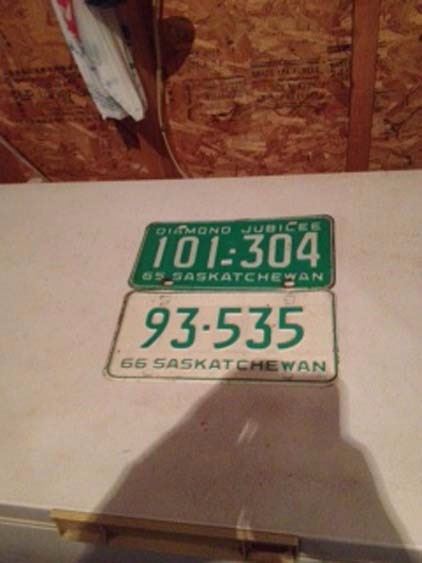 DIAMOND JUBILEE
101-304
65 SASKATCHEWAN
93-535
66 SASKATCHEWAN